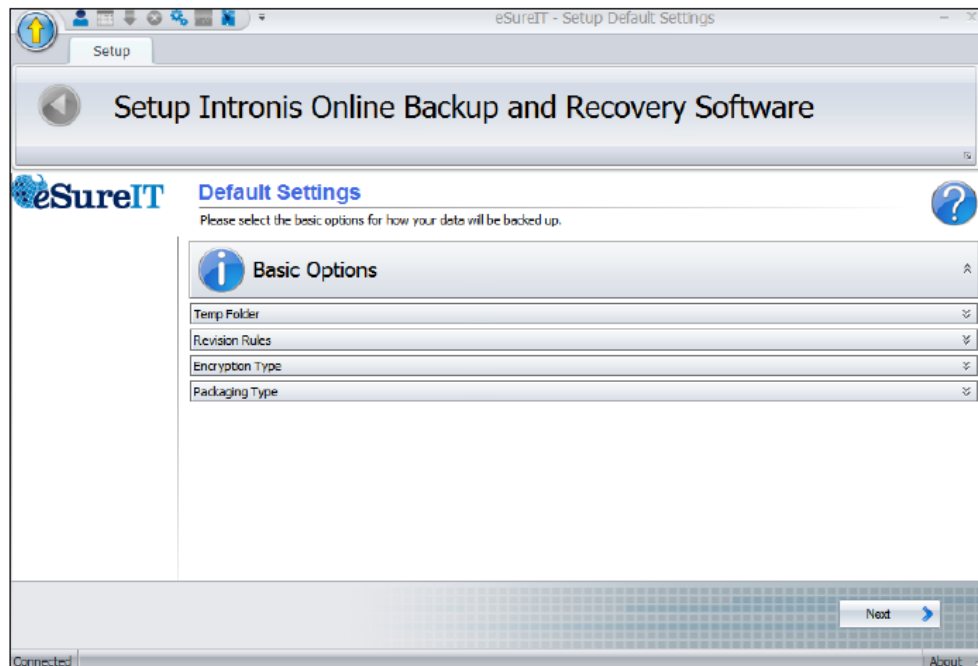 eSureIT - Setup Default Settings
Setup
Setup Intronis Online Backup and Recovery Software
eSureIT
Default Settings
Please select the basic options for how your data will be backed up.
Basic Options
Temp Folder
Revision Rules
Encryption Type
Packaging Type
Next
Connected
About